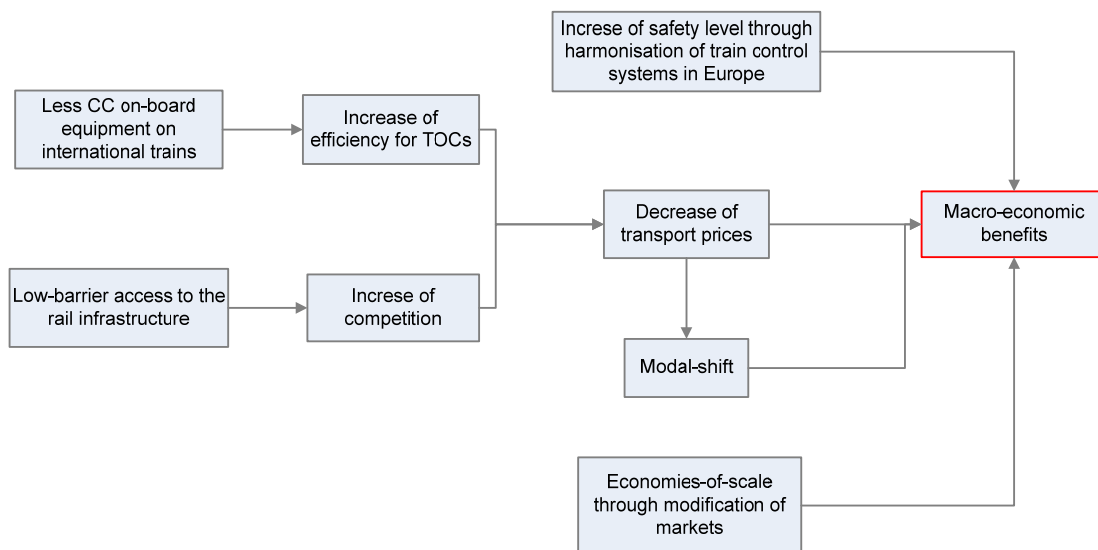 Increse of safety level through
harmonisation of train control
systems in Europe
Less CC on-board
equipment on
international trains
Increase of
efficiency for TOCs
Decrease of
transport prices
Macro-economic
benefits
Low-barrier access to the
rail infrastructure
Increse of
competition
Modal-shift
Economies-of-scale
through modification of
markets